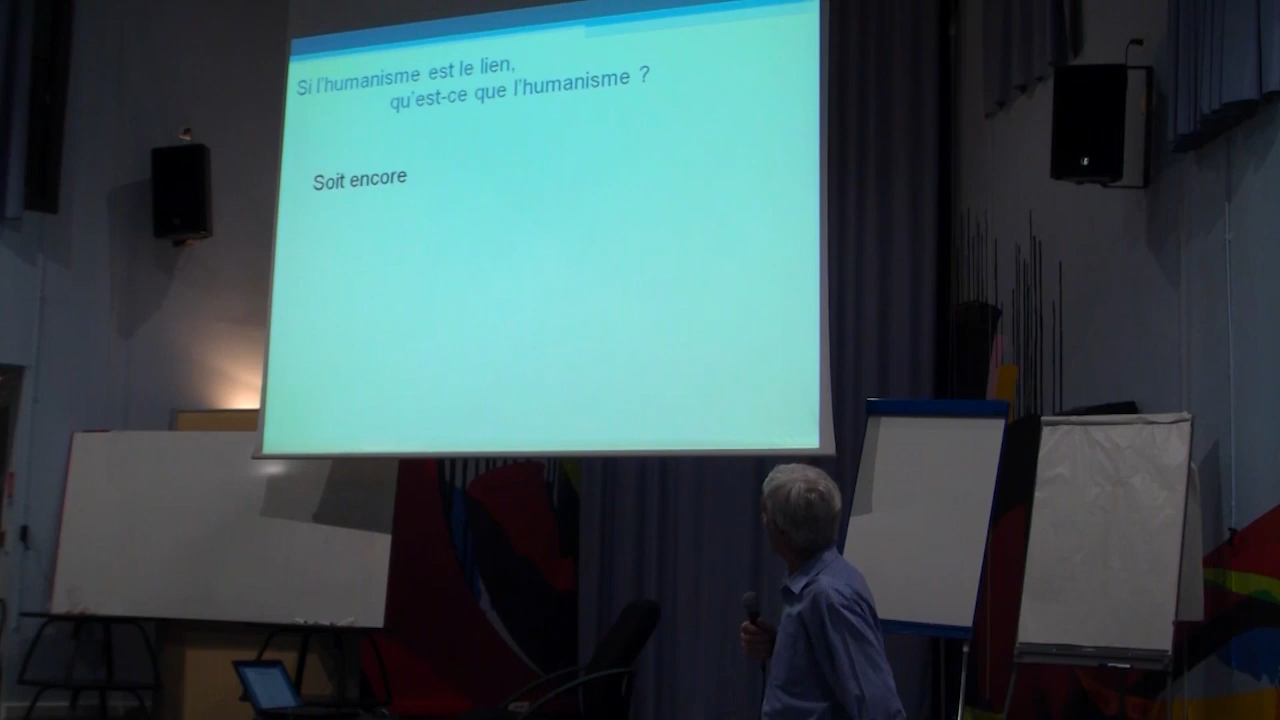 Si l'humanisme est le lien,
qu'est-ce que l'humanisme ?
Soit encore